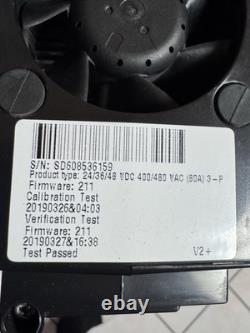 S/N: SD608536159
Product type: 24/36/48 VDC 400/480 VAC (80A) 3-P
Firmware: 211
Calibration Test
20190326&04:03
Verification Test
Firmware: 211
20190327&16:38
Test Passed
V2+